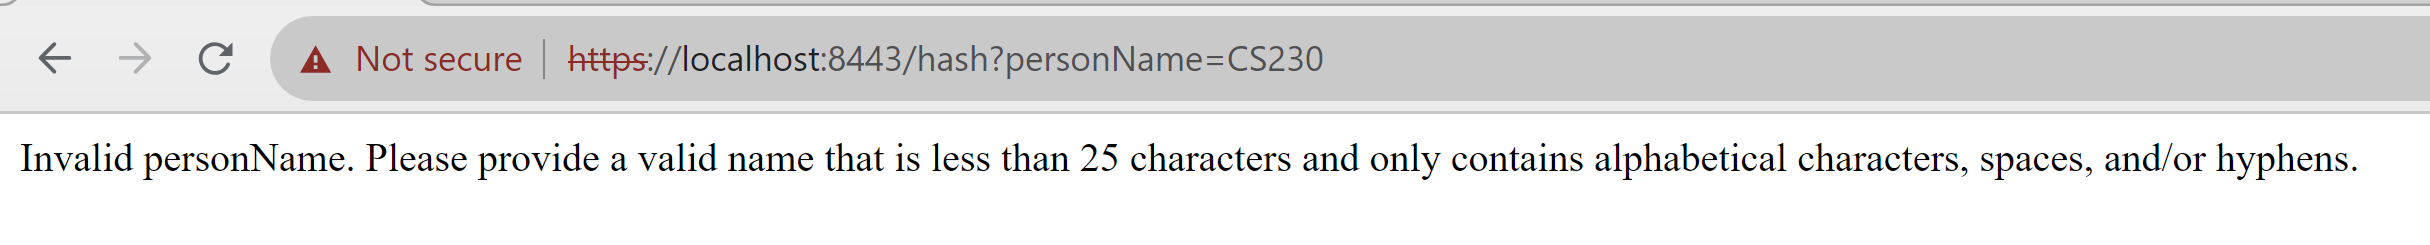 Not secure https://localhost:8443/hash?personName=CS230
Invalid personName. Please provide a valid name that is less than 25 characters and only contains alphabetical characters, spaces, and/or hyphens.